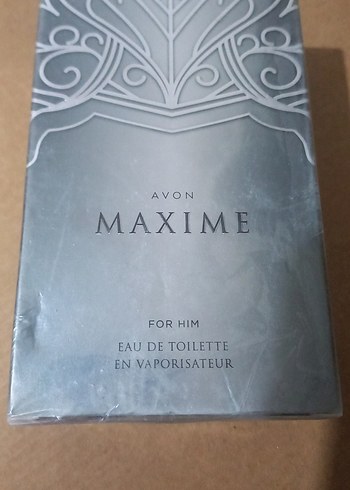 AVON
MAXIME
FOR HIM
EAU DE TOILETTE
EN VAPORISATEUR